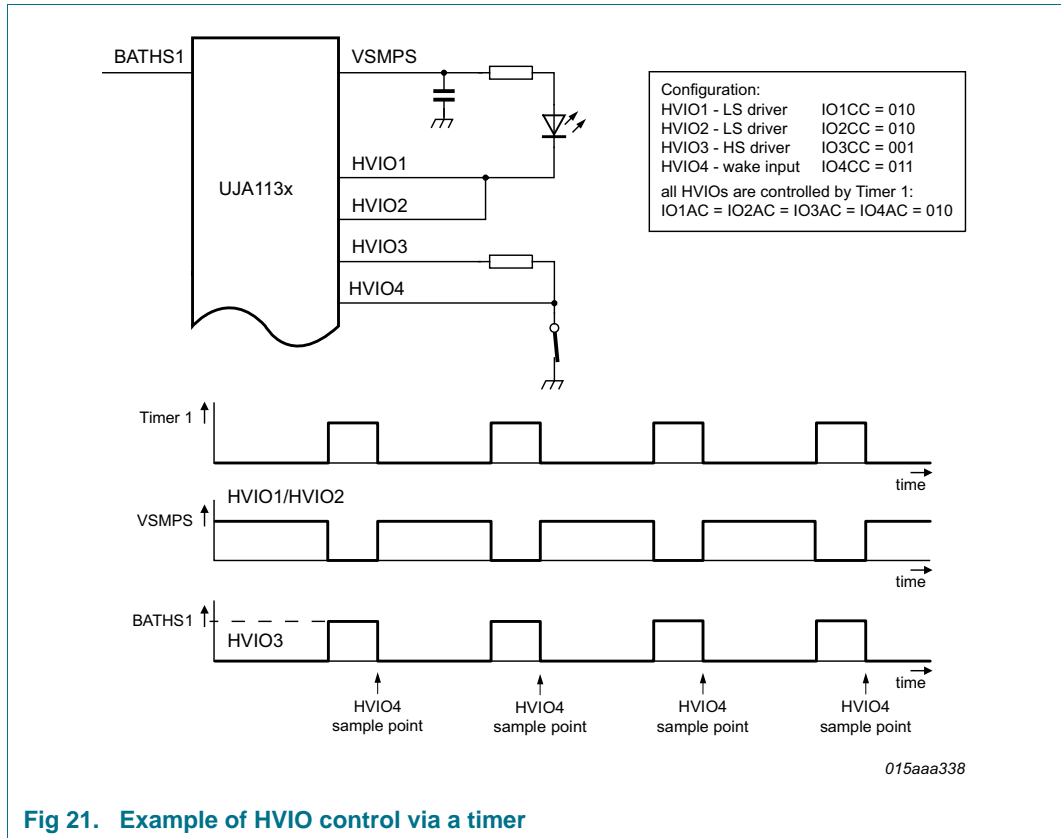 BATHS1
VSMPS
UJA113x
HVIO1
HVIO2
HVIO3
HVIO4
Configuration:
HVIO1 - LS driver IO1CC = 010
HVIO2 - LS driver IO2CC = 010
HVIO3 - HS driver IO3CC = 001
HVIO4 - wake input IO4CC = 011
all HVIOs are controlled by Timer 1:
IO1AC = IO2AC = IO3AC = IO4AC = 010
Timer 1
time
HVIO1/HVIO2
VSMPS
time
BATHS1
HVIO3
time
HVIO4 HVIO4 HVIO4 HVIO4
sample point sample point sample point sample point
015aaa338
Fig 21. Example of HVIO control via a timer